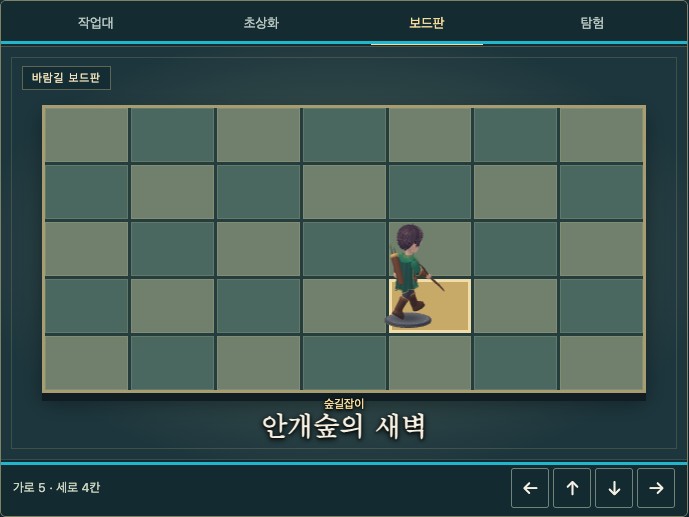 작업대
초상화
보드판
탐험
바람길 보드판
숲길잡이
안개숲의 새벽
가로 5 · 세로 4칸